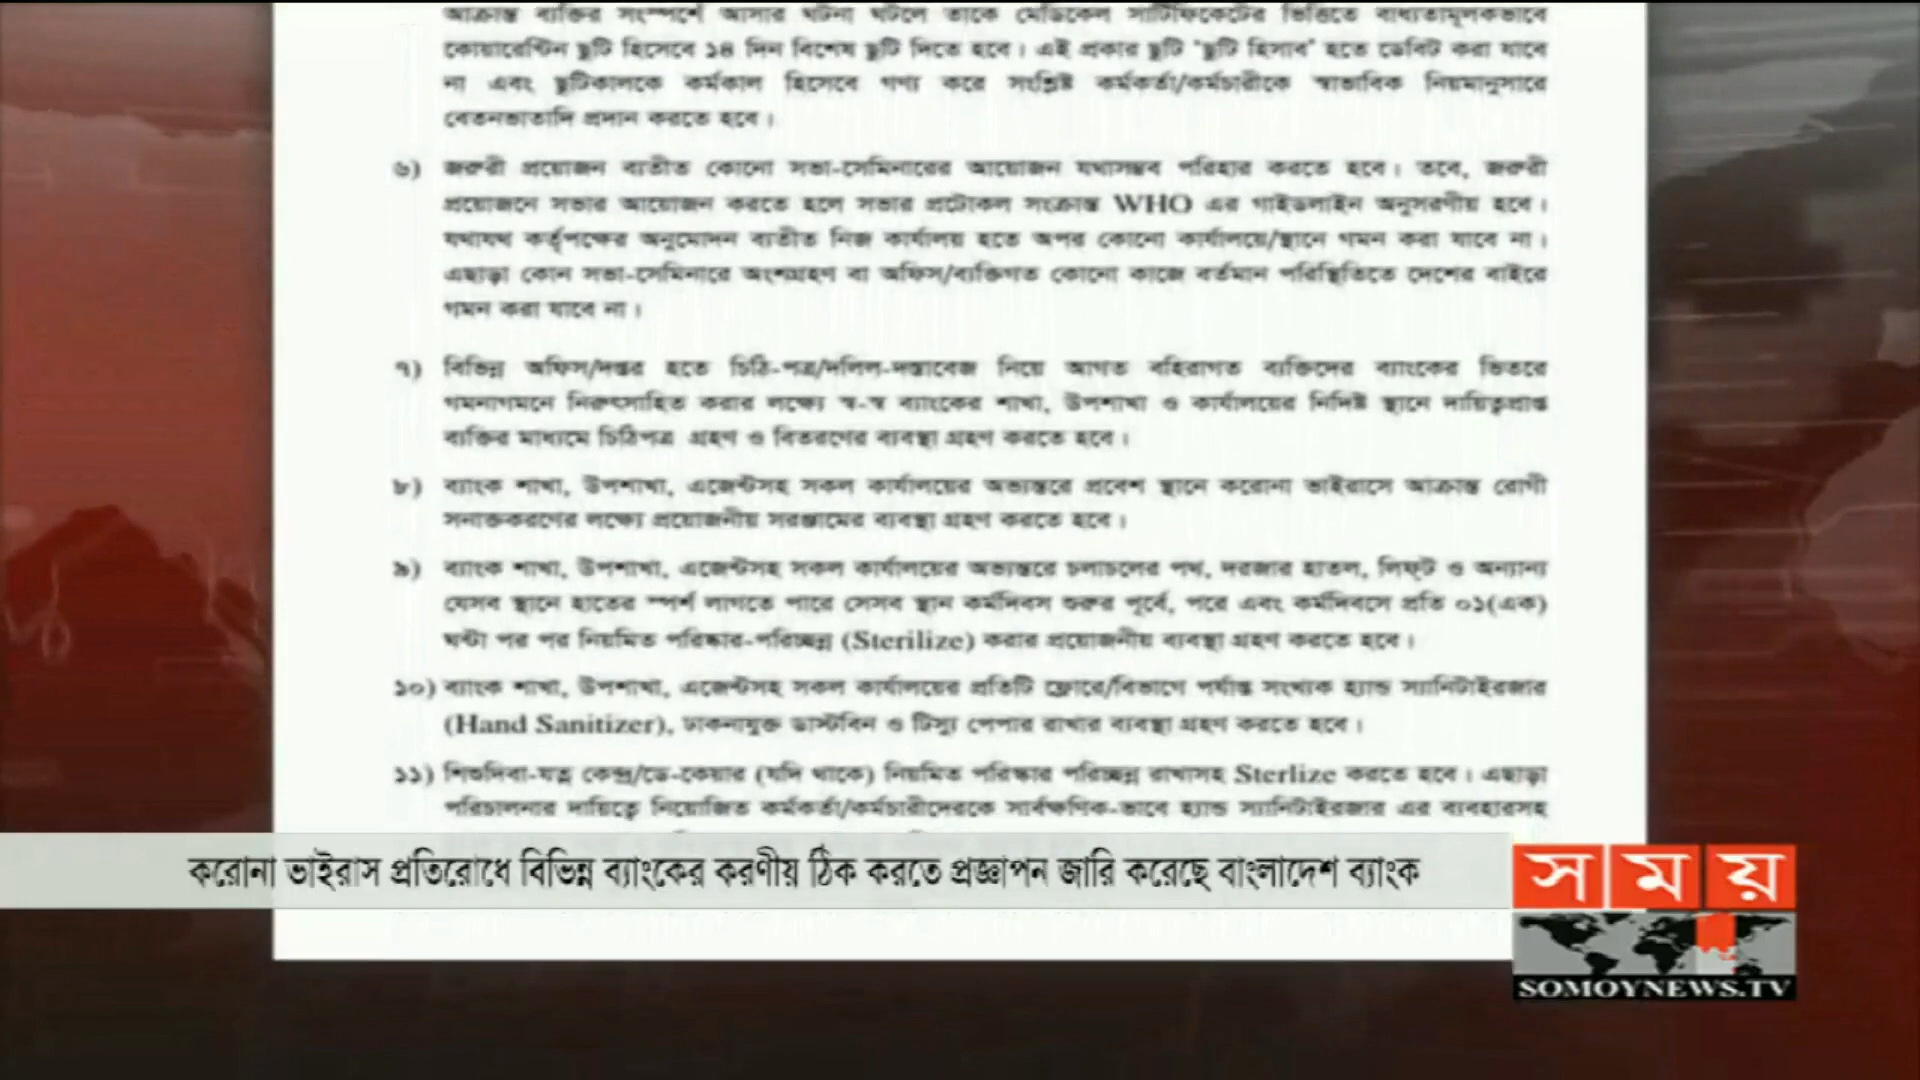 আক্রান্ত ব্যক্তির সংস্পর্শে আসার ঘটনা ঘটলে তাকে মেডিকেল সার্টিফিকেটের ভিত্তিতে বাধ্যতামূলকভাবে
কোয়ারেন্টিন ছুটি হিসেবে ১৪ দিন বিশেষ ছুটি দিতে হবে। এই প্রকার ছুটি 'ছুটি হিসাব' হতে ডেবিট করা যাবে
না এবং ছুটিকালকে কর্মকাল হিসেবে গণ্য করে সংশ্লিষ্ট কর্মকর্তা/কর্মচারীকে স্বাভাবিক নিয়মানুসারে
বেতনভাতাদি প্রদান করতে হবে।
৬) জরুরী প্রয়োজন ব্যতীত কোনো সভা-সেমিনারের আয়োজন যথাসম্ভব পরিহার করতে হবে। তবে, জরুরী
প্রয়োজনে সভার আয়োজন করতে হলে সভার প্রটোকল সংক্রান্ত WHO এর গাইডলাইন অনুসরণীয় হবে।
যথাযথ কর্তৃপক্ষের অনুমোদন ব্যতীত নিজ কার্যালয় হতে অপর কোনো কার্যালয়ে/স্থানে গমন করা যাবে না।
এছাড়া কোন সভা-সেমিনারে অংশগ্রহণ বা অফিস/ব্যক্তিগত কোনো কাজে বর্তমান পরিস্থিতিতে দেশের বাইরে
গমন করা যাবে না।
৭) বিভিন্ন অফিস/দপ্তর হতে চিঠি-পত্র/দলিল-দস্তাবেজ নিয়ে আগত বহিরাগত ব্যক্তিদের ব্যাংকের ভিতরে
গমনাগমনে নিরুৎসাহিত করার লক্ষ্যে স্ব-স্ব ব্যাংকের শাখা, উপশাখা ও কার্যালয়ের নির্দিষ্ট স্থানে দায়িত্বপ্রাপ্ত
ব্যক্তির মাধ্যমে চিঠিপত্র গ্রহণ ও বিতরণের ব্যবস্থা গ্রহণ করতে হবে।
৮) ব্যাংক শাখা, উপশাখা, এজেন্টসহ সকল কার্যালয়ের অভ্যন্তরে প্রবেশ স্থানে করোনা ভাইরাসে আক্রান্ত রোগী
সনাক্তকরণের লক্ষ্যে প্রয়োজনীয় সরঞ্জামের ব্যবস্থা গ্রহণ করতে হবে।
৯) ব্যাংক শাখা, উপশাখা, এজেন্টসহ সকল কার্যালয়ের অভ্যন্তরে চলাচলের পথ, দরজার হাতল, লিফ্ট ও অন্যান্য
যেসব স্থানে হাতের স্পর্শ লাগতে পারে সেসব স্থান কর্মদিবস শুরুর পূর্বে, পরে এবং কর্মদিবসে প্রতি ০১(এক)
ঘন্টা পর পর নিয়মিত পরিষ্কার-পরিচ্ছন্ন (Sterilize) করার প্রয়োজনীয় ব্যবস্থা গ্রহণ করতে হবে।
১০) ব্যাংক শাখা, উপশাখা, এজেন্টসহ সকল কার্যালয়ের প্রতিটি ফ্লোরে/বিভাগে পর্যাপ্ত সংখ্যক হ্যান্ড স্যানিটাইরজার
(Hand Sanitizer), ঢাকনাযুক্ত ডাস্টবিন ও টিস্যু পেপার রাখার ব্যবস্থা গ্রহণ করতে হবে।
১১) শিশুদিবা-যত্ন কেন্দ্র/ডে-কেয়ার (যদি থাকে) নিয়মিত পরিষ্কার পরিচ্ছন্ন রাখাসহ Sterlize করতে হবে। এছাড়া
পরিচালনার দায়িত্বে নিয়োজিত কর্মকর্তা/কর্মচারীদেরকে সার্বক্ষণিক-ভাবে হ্যান্ড স্যানিটাইরজার এর ব্যবহারসহ
করোনা ভাইরাস প্রতিরোধে বিভিন্ন ব্যাংকের করণীয় ঠিক করতে প্রজ্ঞাপন জারি করেছে বাংলাদেশ ব্যাংক
সময়
SOMOYNEWS.TV